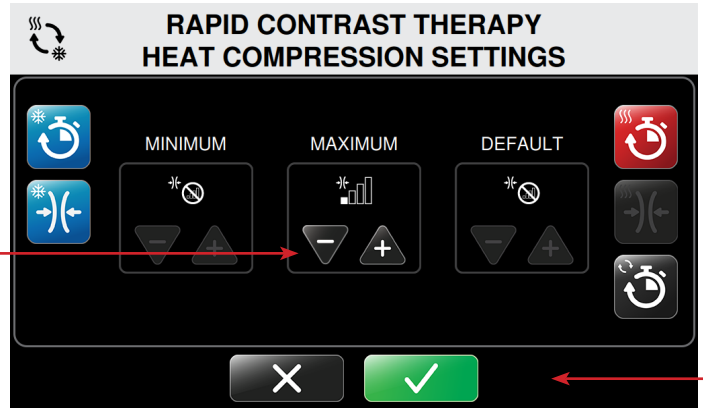 RAPID CONTRAST THERAPY
HEAT COMPRESSION SETTINGS
MINIMUM
MAXIMUM
DEFAULT